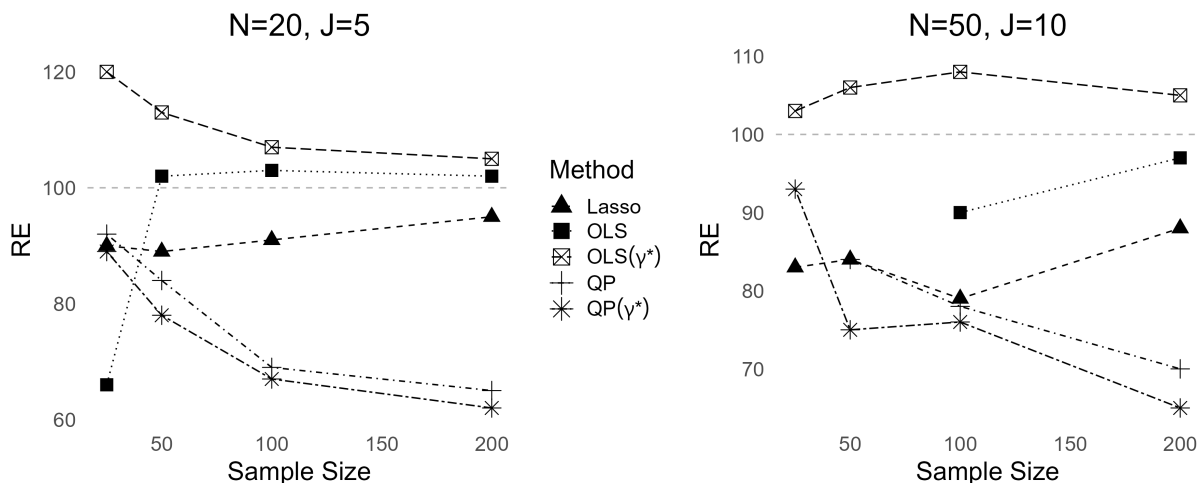 N=20, J=5
120
100
80
60
RE
50 100 150 200
Sample Size
Method
Lasso
OLS
OLS(γ*)
QP
QP(γ*)
N=50, J=10
110
100
90
80
70
RE
50 100 150 200
Sample Size